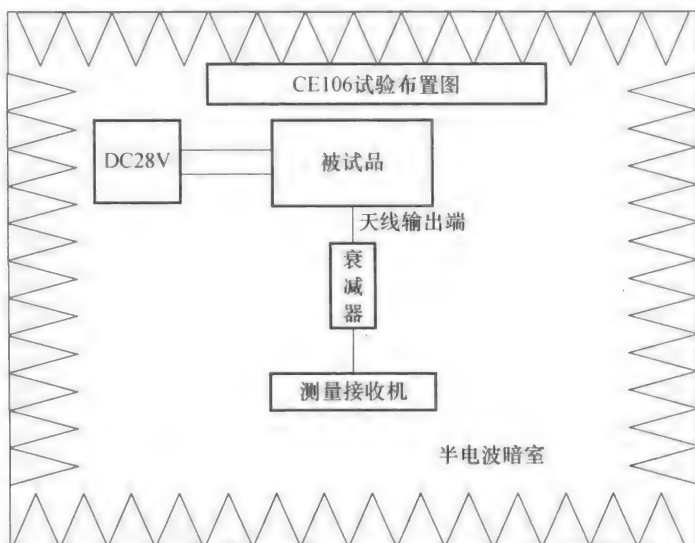 CE106试验布置图
DC28V
被试品
天线输出端
衰减器
测量接收机
半电波暗室